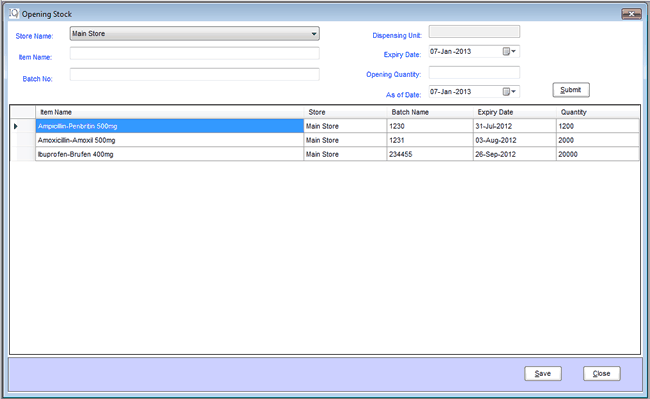 Opening Stock
Store Name: Main Store
Dispensing Unit:
Item Name:
Expiry Date: 07-Jan-2013
Batch No:
Opening Quantity:
As of Date: 07-Jan-2013
Submit
Item Name Store Batch Name Expiry Date Quantity
Ampicillin-Penbritin 500mg Main Store 1230 31-Jul-2012 1200
Amoxicillin-Amoxil 500mg Main Store 1231 03-Aug-2012 2000
Ibuprofen-Brufen 400mg Main Store 234455 26-Sep-2012 20000
Save Close